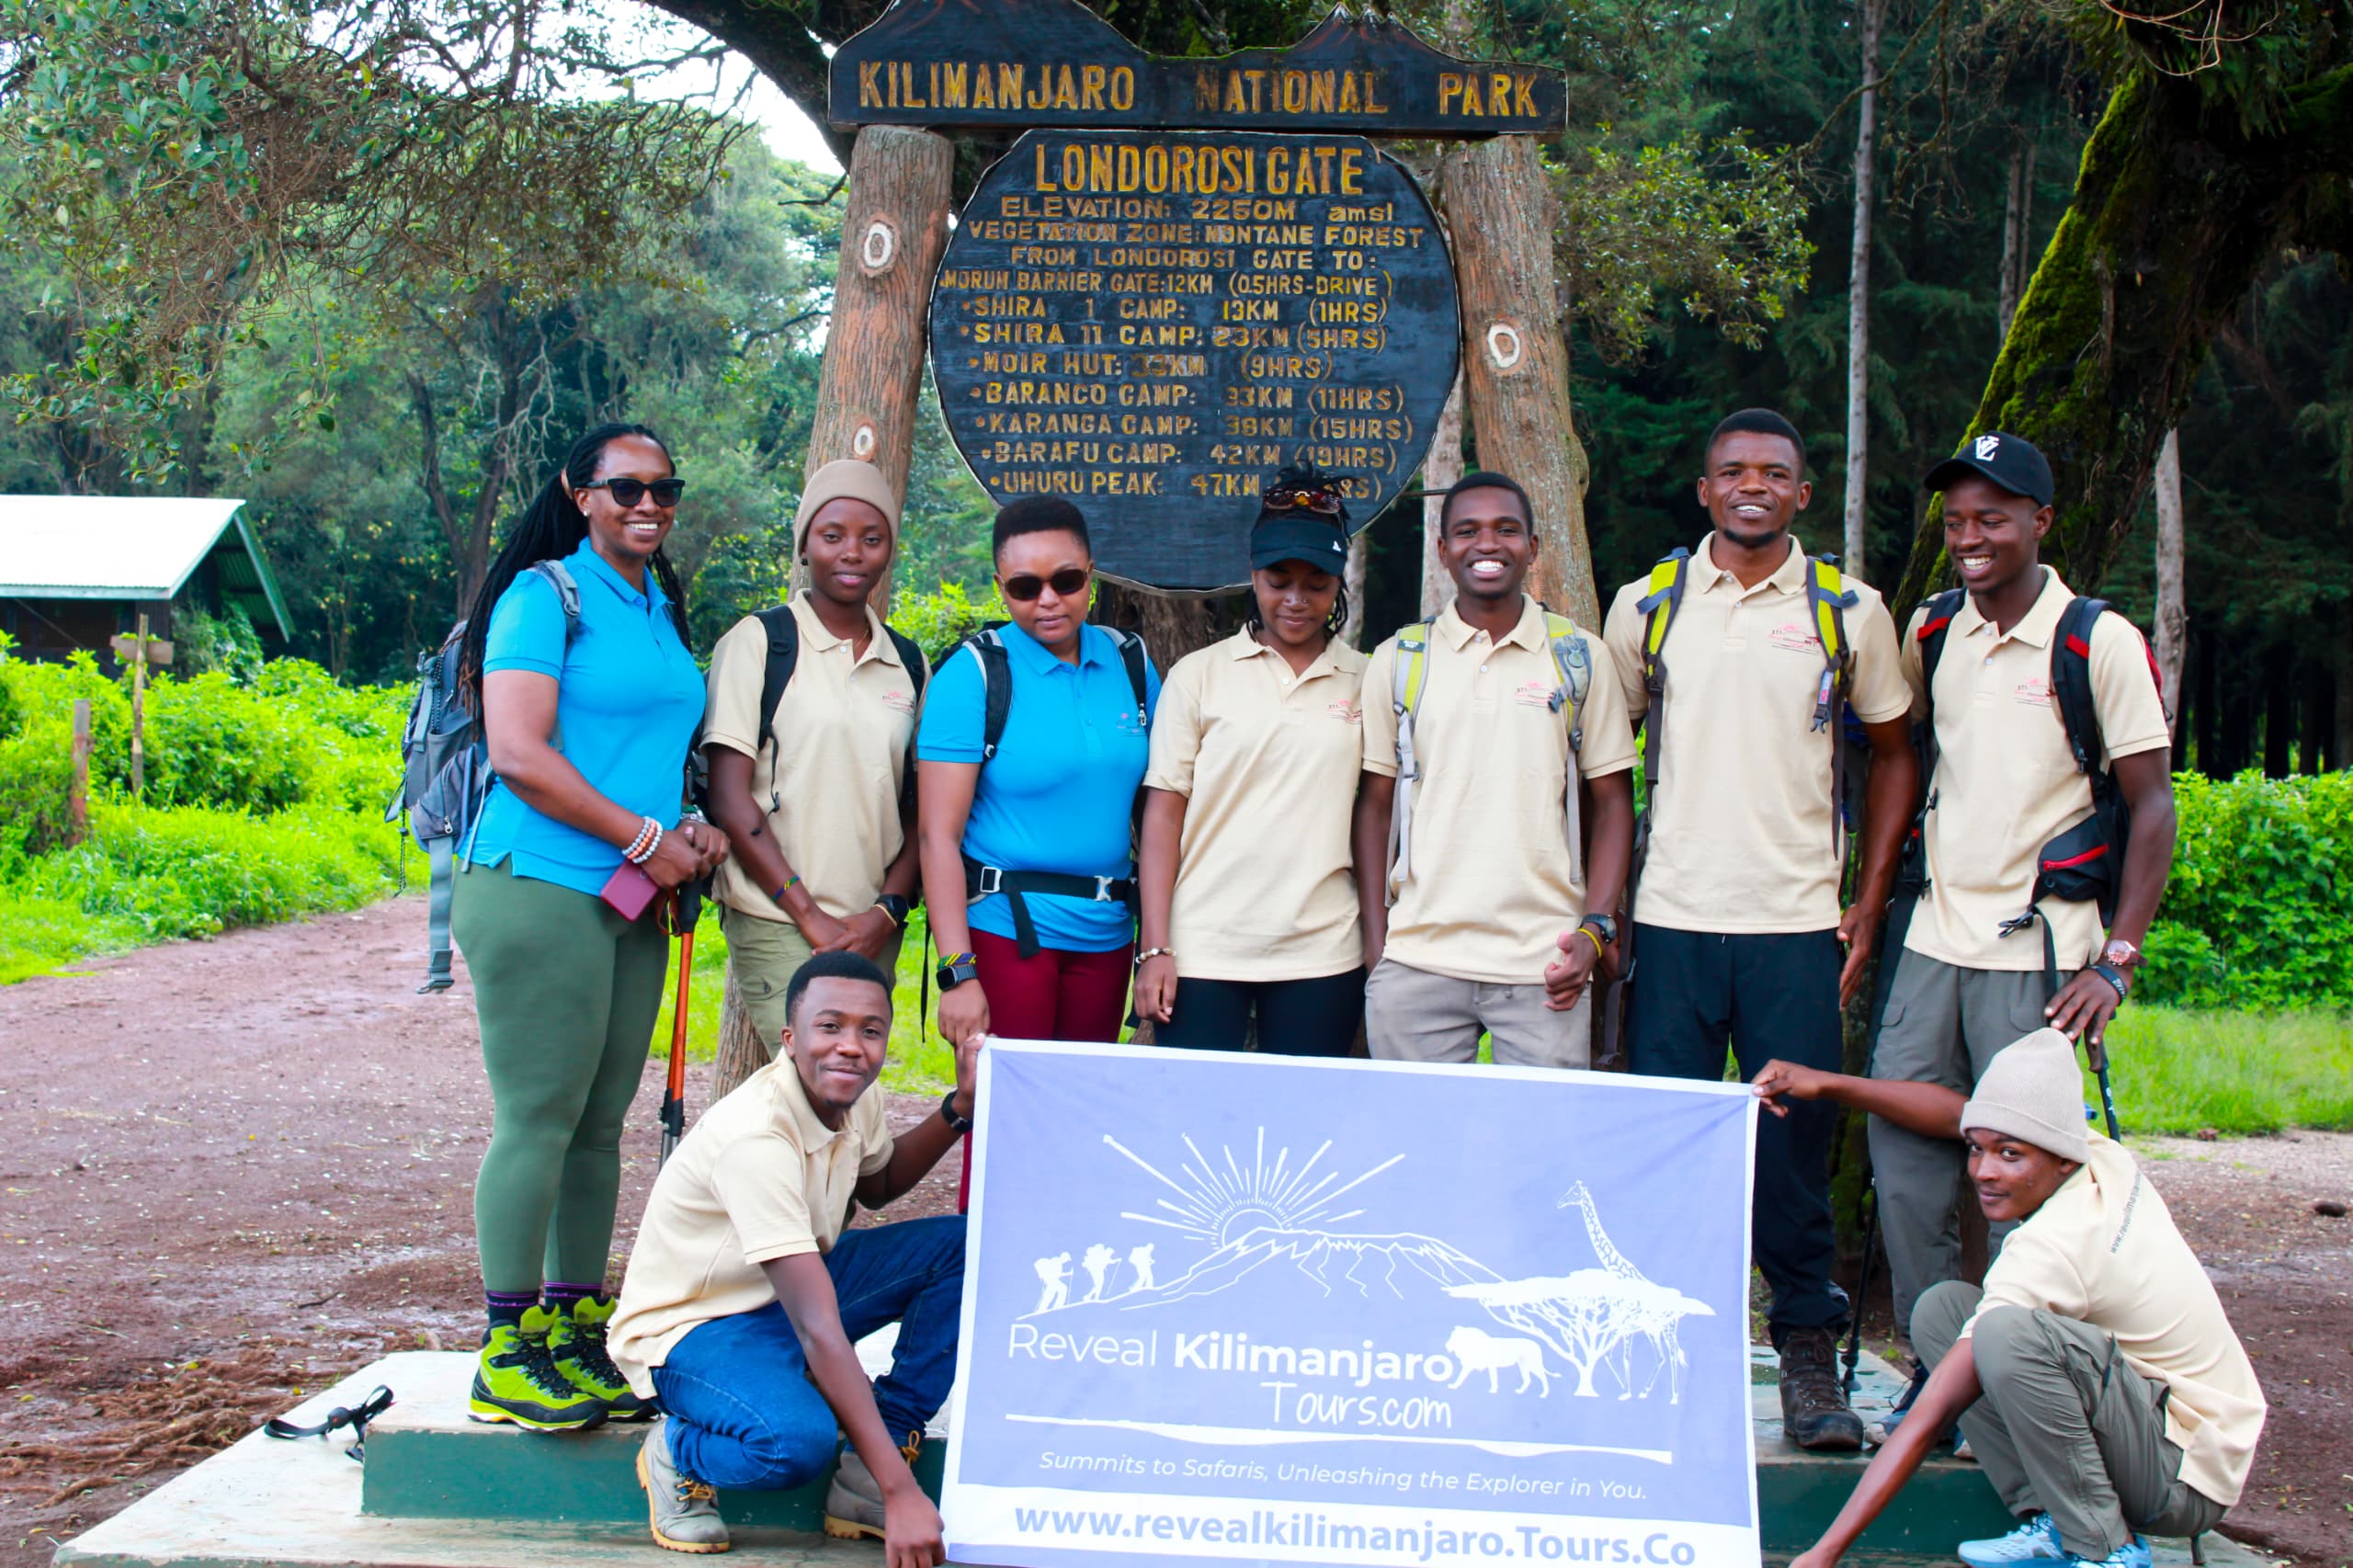 KILIMANJARO NATIONAL PARK
LONDOROSI GATE
ELEVATION: 2250M amsl
VEGETATION ZONE: MONTANE FOREST
FROM LONDOROSI GATE TO:
•MORUM BARRIER GATE:12KM (0.5HRS-DRIVE)
•SHIRA 1 CAMP: 13KM (1HRS)
•SHIRA 11 CAMP: 23KM (5HRS)
•MOIR HUT: 33KM (9HRS)
•BARANCO CAMP: 33KM (11HRS)
•KARANGA CAMP: 38KM (15HRS)
•BARAFU CAMP: 42KM (19HRS)
•UHURU PEAK: 47KM
Reveal Kilimanjaro
Tours.com
Summits to Safaris, Unleashing the Explorer in You.
www.revealkilimanjaro.Tours.Co